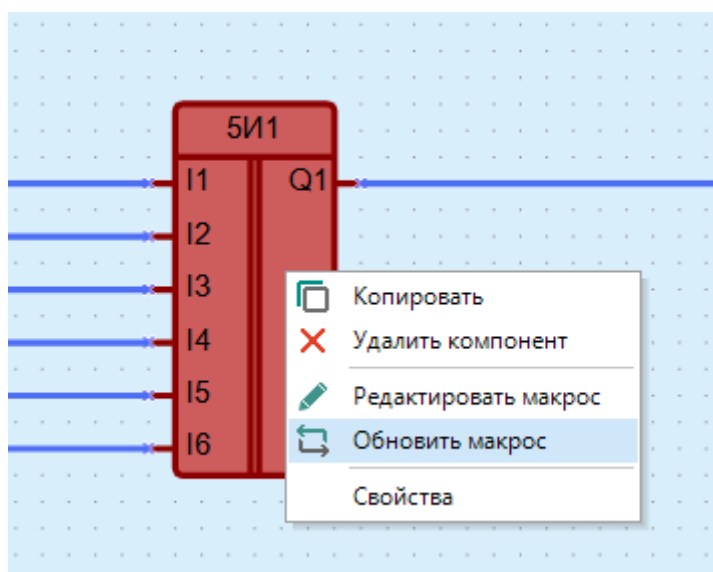 5И1
I1 Q1
I2
I3
I4
I5
I6
Копировать
Удалить компонент
Редактировать макрос
Обновить макрос
Свойства